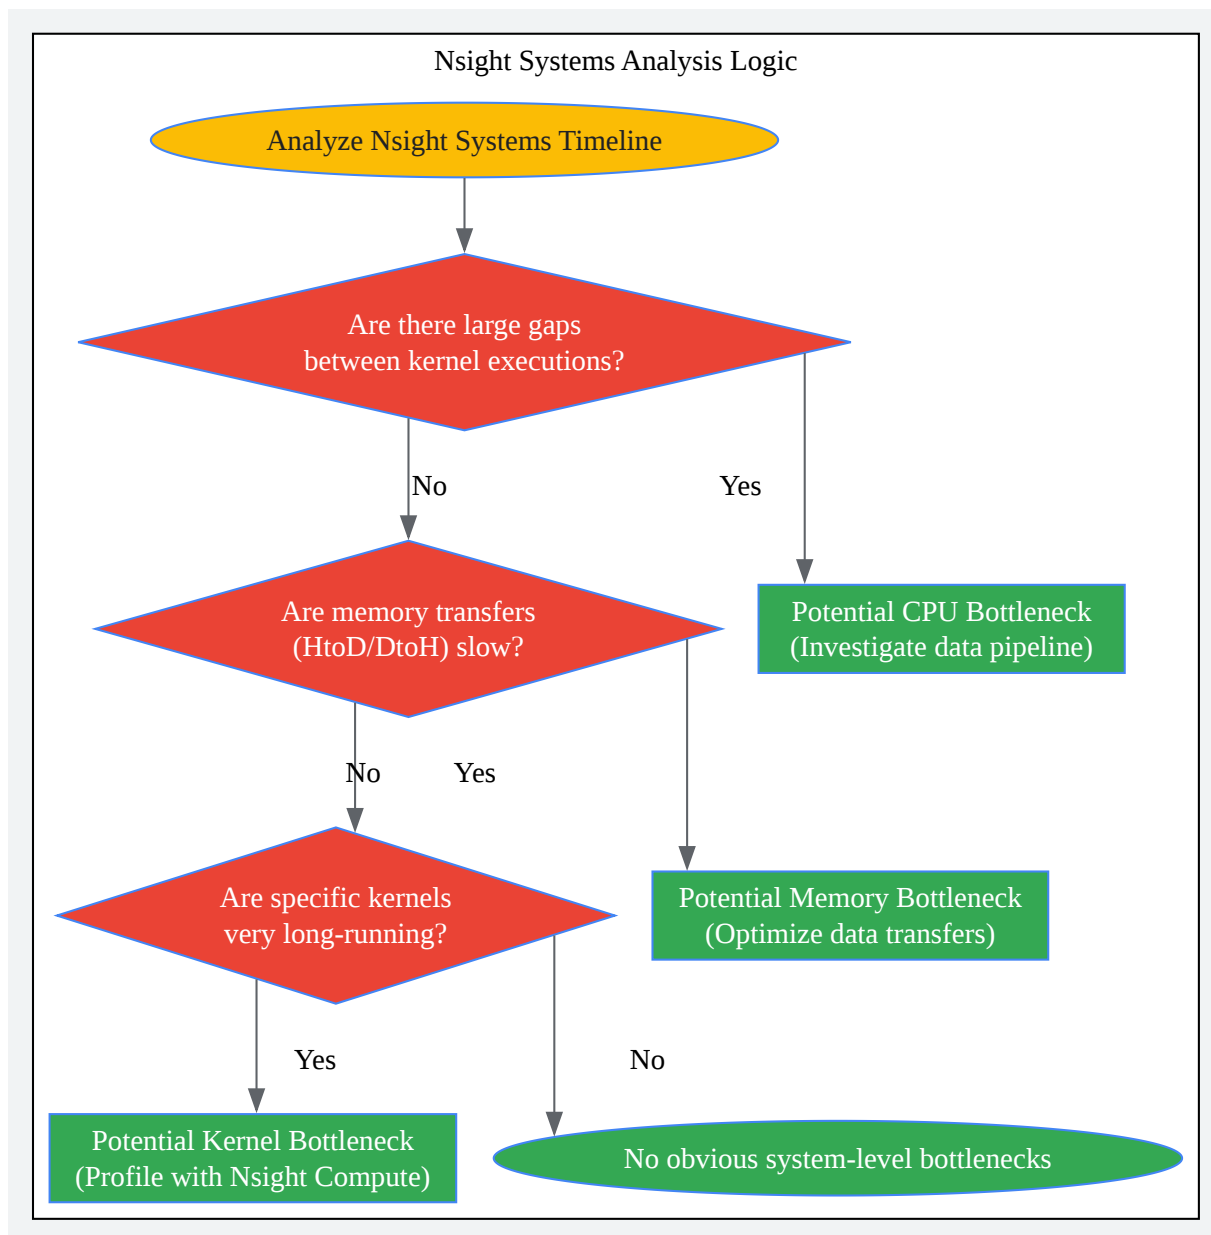 Nsight Systems Analysis Logic
Analyze Nsight Systems Timeline
Are there large gaps
between kernel executions?
No
Yes
Are memory transfers
(HtoD/DtoH) slow?
Potential CPU Bottleneck
(Investigate data pipeline)
No
Yes
Are specific kernels
very long-running?
Potential Memory Bottleneck
(Optimize data transfers)
Yes
No
Potential Kernel Bottleneck
(Profile with Nsight Compute)
No obvious system-level bottlenecks